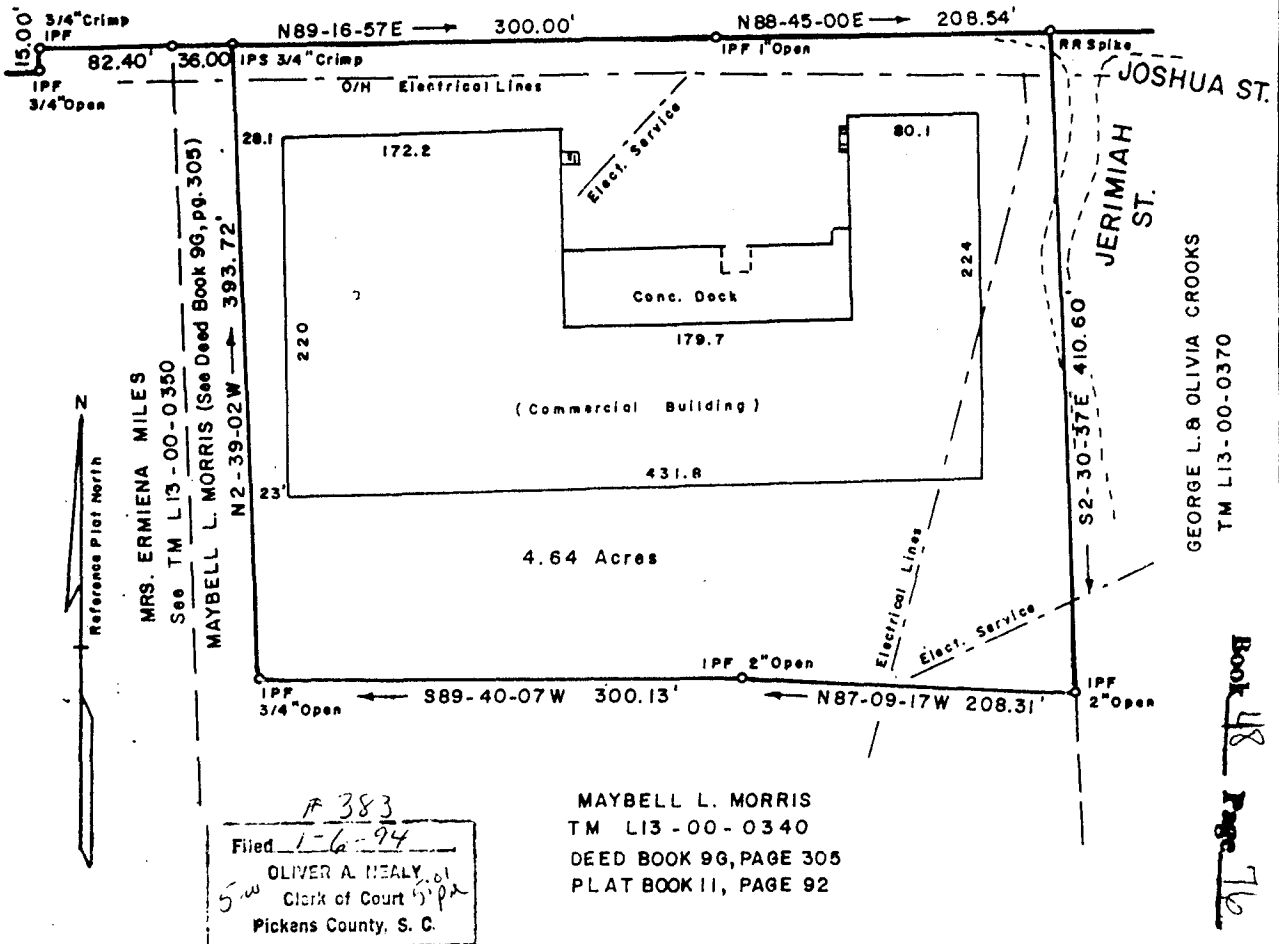 3/4"Crimp
IPF
15.00'
82.40'
36.00'
IPF
3/4"Open
N89-16-57E
300.00'
N88-45-00E
208.54'
IPS 3/4"Crimp
IPF 1"Open
RR Spike
O/H Electrical Lines
JOSHUA ST.
28.1
172.2
Elect. Service
80.1
JERIMIAH
ST.
220
224
Conc. Dock
179.7
(Commercial Building)
431.8
23'
4.64 Acres
N
Reference Plat North
MRS. ERMIENA MILES
See TM L13-00-0350
MAYBELL L. MORRIS (See Deed Book 9G, pg. 305)
N2-39-02W
393.72'
S2-30-37E 410.60'
GEORGE L. & OLIVIA CROOKS
TM L13-00-0370
Electrical Lines
Elect. Service
IPF
3/4"Open
S89-40-07W 300.13'
IPF 2"Open
N87-09-17W 208.31'
IPF
2"Open
Book 48 Page 76
# 383
Filed 1-6-94
OLIVER A. NEALY
Clerk of Court
Pickens County, S. C.
MAYBELL L. MORRIS
TM L13-00-0340
DEED BOOK 9G, PAGE 305
PLAT BOOK 11, PAGE 92